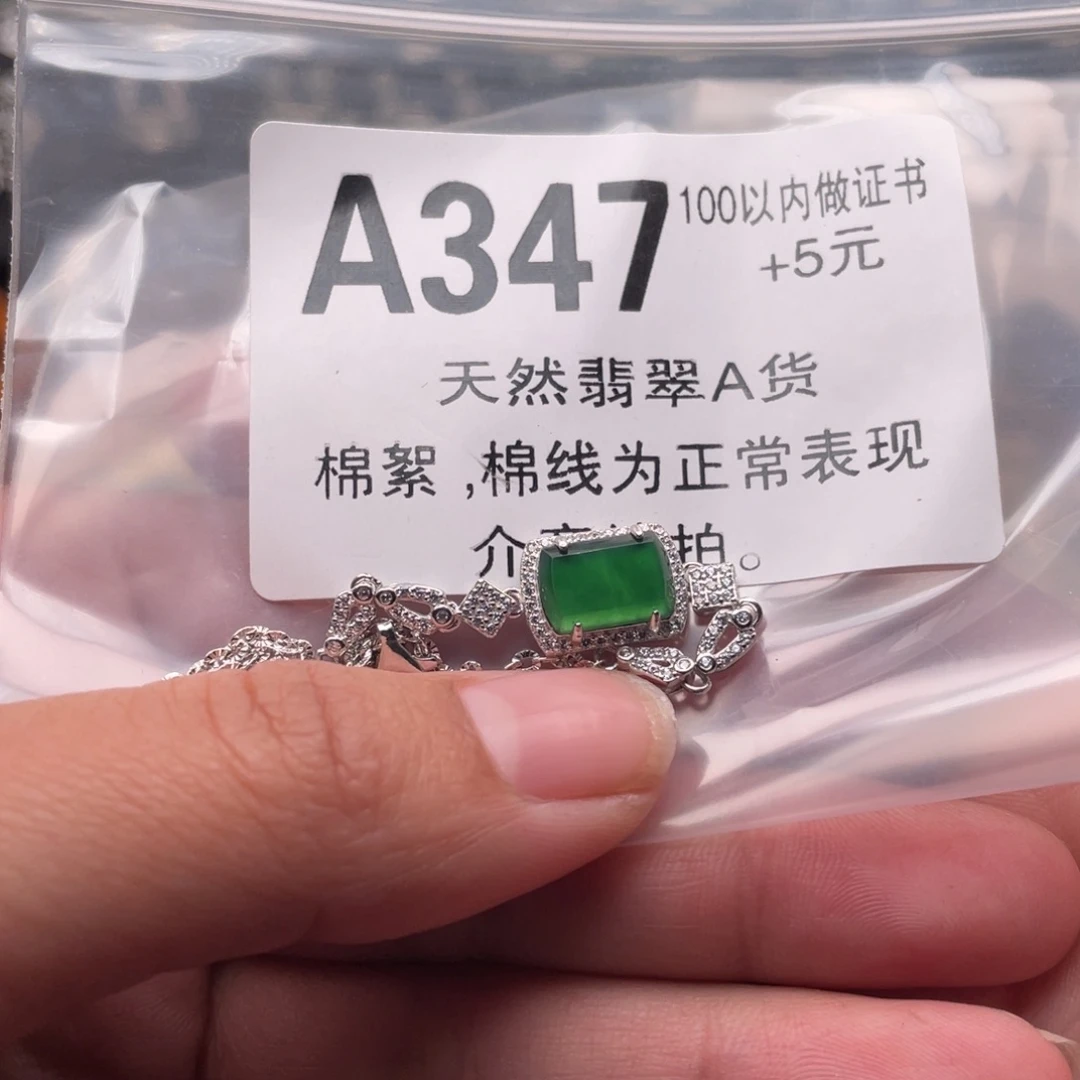 A347
100以内做证书
+5元
天然翡翠A货
棉絮,棉线为正常表现
介 拍。